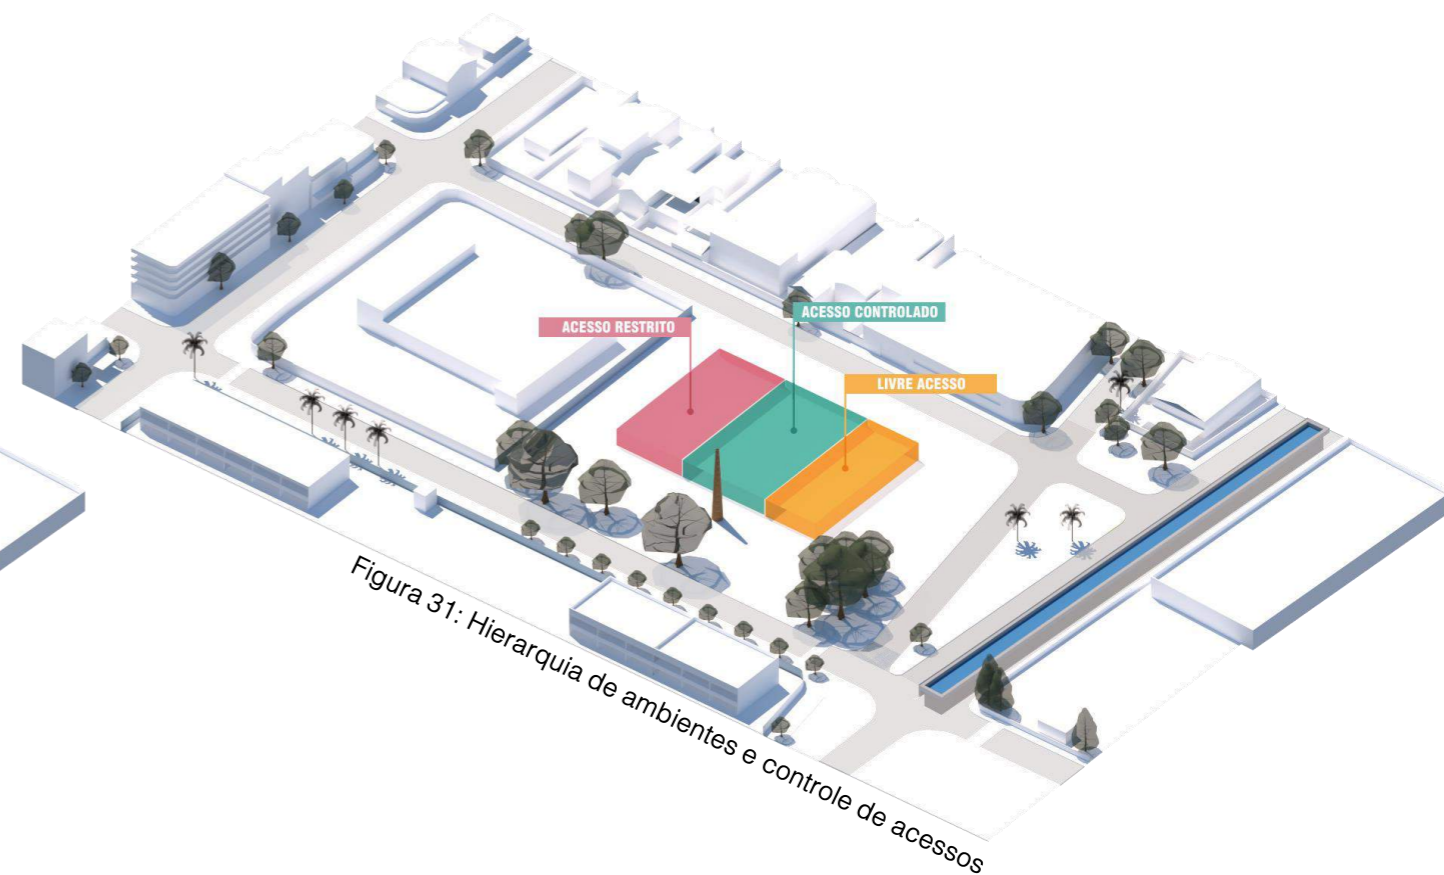 ACESSO CONTROLADO
ACESSO RESTRITO
LIVRE ACESSO
Figura 31: Hierarquia de ambientes e controle de acessos